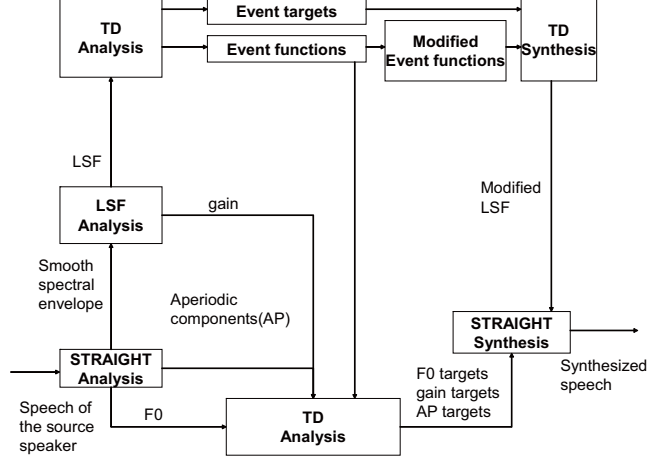 Event targets
TD
Analysis
Event functions
Modified
Event functions
TD
Synthesis
LSF
Modified
LSF
LSF
Analysis
gain
Smooth
spectral
envelope
Aperiodic
components(AP)
STRAIGHT
Synthesis
STRAIGHT
Analysis
Synthesized
speech
F0 targets
gain targets
AP targets
Speech of
the source
speaker
F0
TD
Analysis